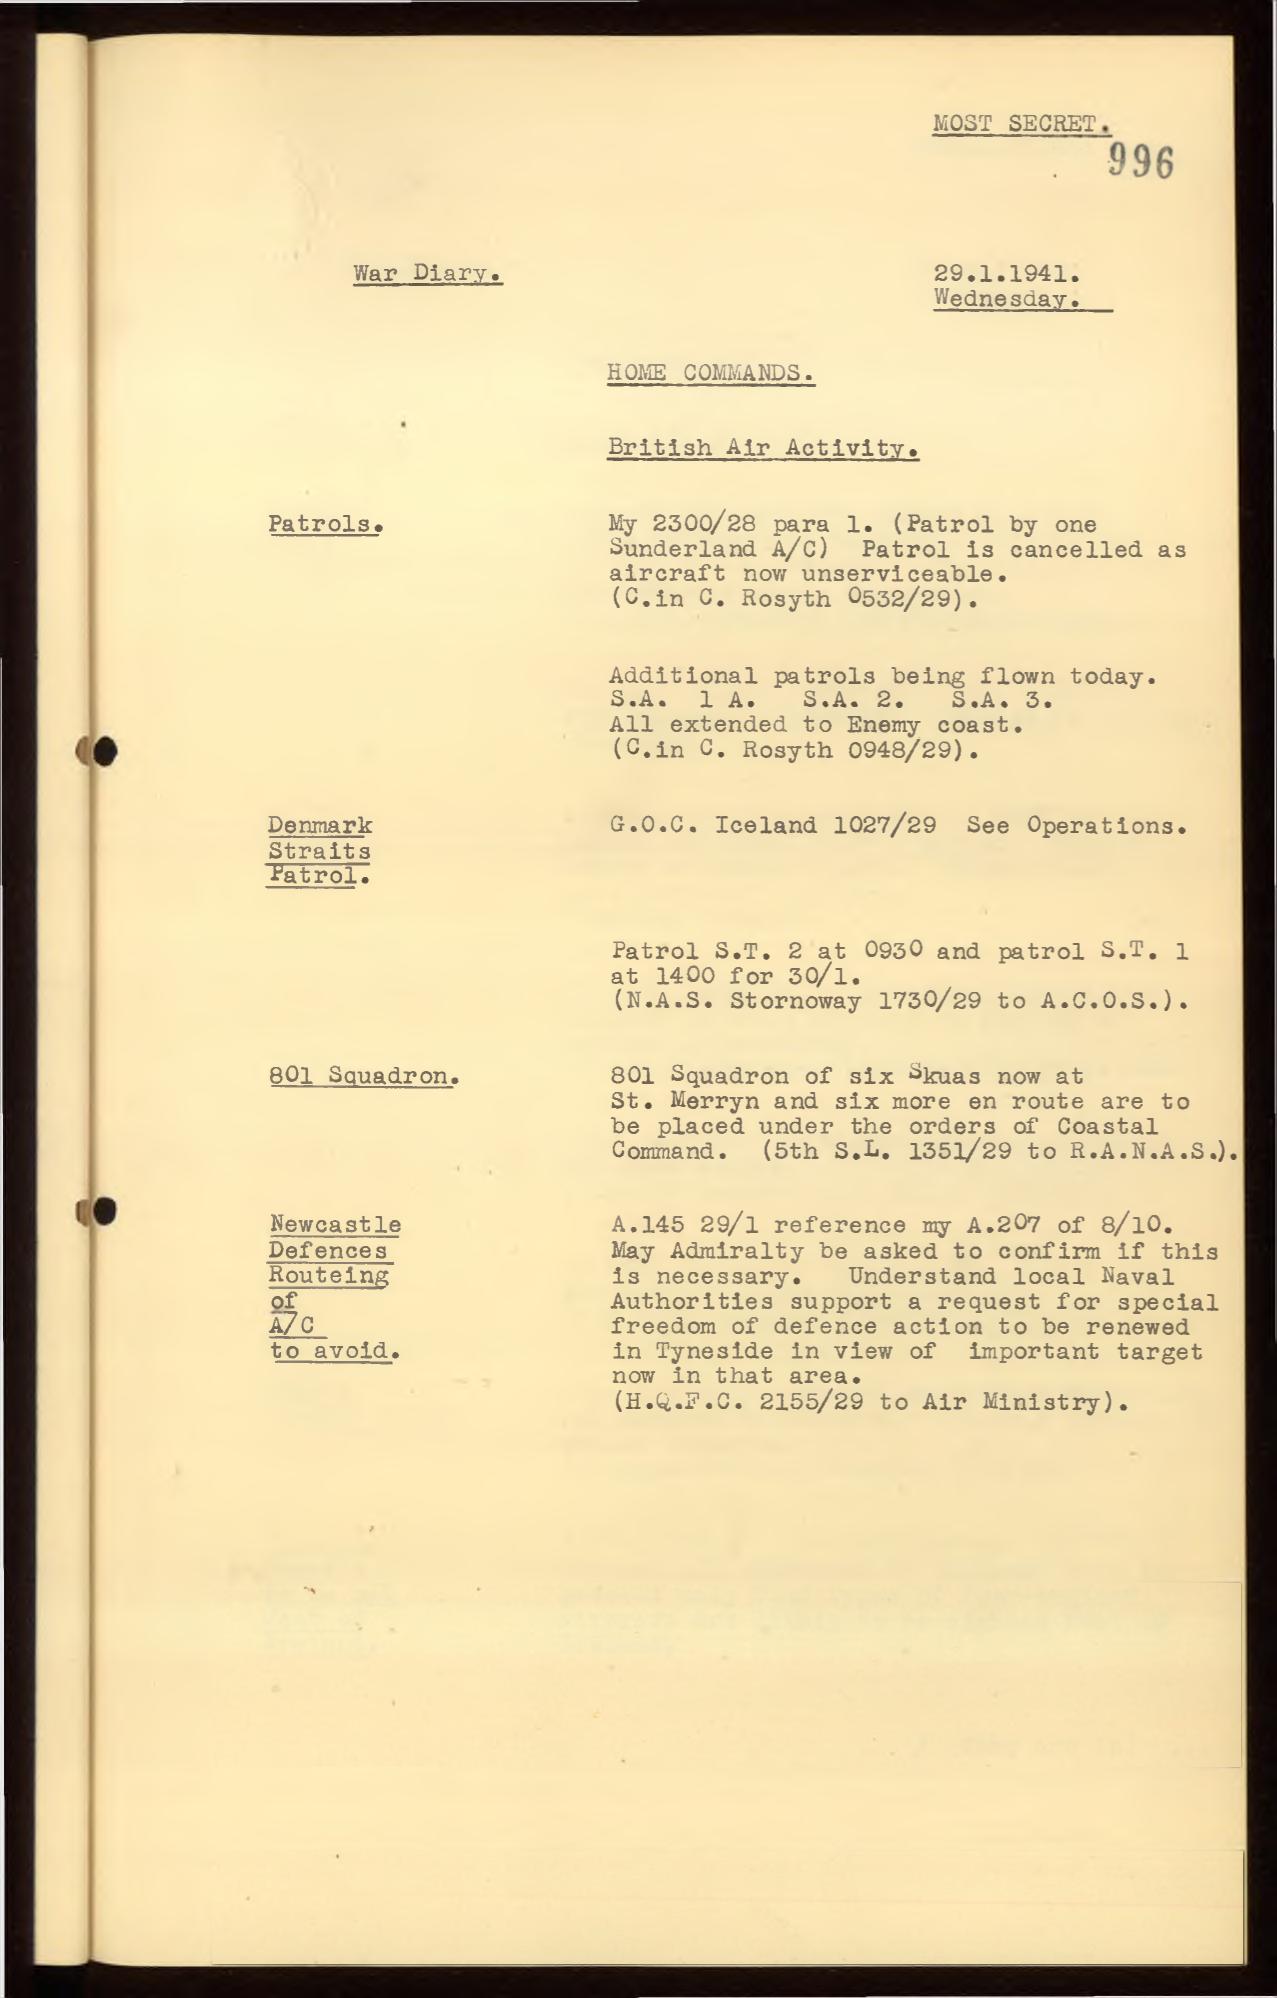 MOST SECRET.
996
War Diary.
29.1.1941.
Wednesday.
HOME COMMANDS.
British Air Activity.
Patrols.
My 2300/28 para 1. (Patrol by one
Sunderland A/C) Patrol is cancelled as
aircraft now unserviceable.
(C.in C. Rosyth 0532/29).
Additional patrols being flown today.
S.A. 1 A. S.A. 2. S.A. 3.
All extended to Enemy coast.
(C.in C. Rosyth 0948/29).
Denmark
Straits
Patrol.
G.O.C. Iceland 1027/29 See Operations.
Patrol S.T. 2 at 0930 and patrol S.T. 1
at 1400 for 30/1.
(N.A.S. Stornoway 1730/29 to A.C.O.S.).
801 Squadron.
801 Squadron of six Skuas now at
St. Merryn and six more en route are to
be placed under the orders of Coastal
Command. (5th S.L. 1351/29 to R.A.N.A.S.).
Newcastle
Defences
Routeing
of
A/C
to avoid.
A.145 29/1 reference my A.207 of 8/10.
May Admiralty be asked to confirm if this
is necessary. Understand local Naval
Authorities support a request for special
freedom of defence action to be renewed
in Tyneside in view of important target
now in that area.
(H.Q.F.C. 2155/29 to Air Ministry).